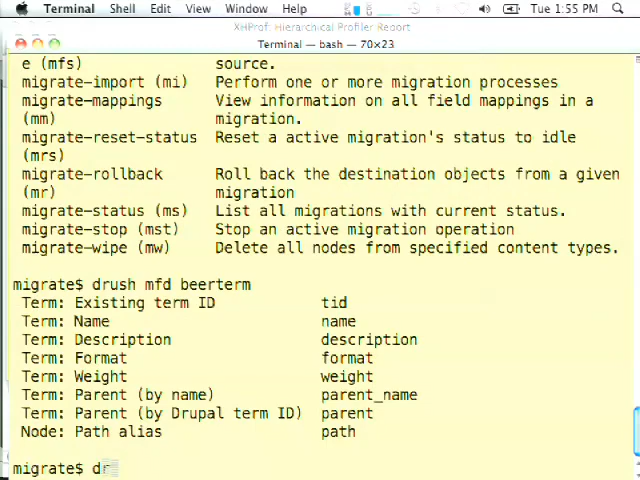 Terminal Shell Edit View Window Help Tue 1:55 PM
XHProf: Hierarchical Profiler Report
Terminal — bash — 70×23
e (mfs) source.
migrate-import (mi) Perform one or more migration processes
migrate-mappings View information on all field mappings in a
(mm) migration.
migrate-reset-status Reset a active migration's status to idle
(mrs)
migrate-rollback Roll back the destination objects from a given
(mr) migration
migrate-status (ms) List all migrations with current status.
migrate-stop (mst) Stop an active migration operation
migrate-wipe (mw) Delete all nodes from specified content types.
migrate$ drush mfd beerterm
Term: Existing term ID tid
Term: Name name
Term: Description description
Term: Format format
Term: Weight weight
Term: Parent (by name) parent_name
Term: Parent (by Drupal term ID) parent
Node: Path alias path
migrate$ dr